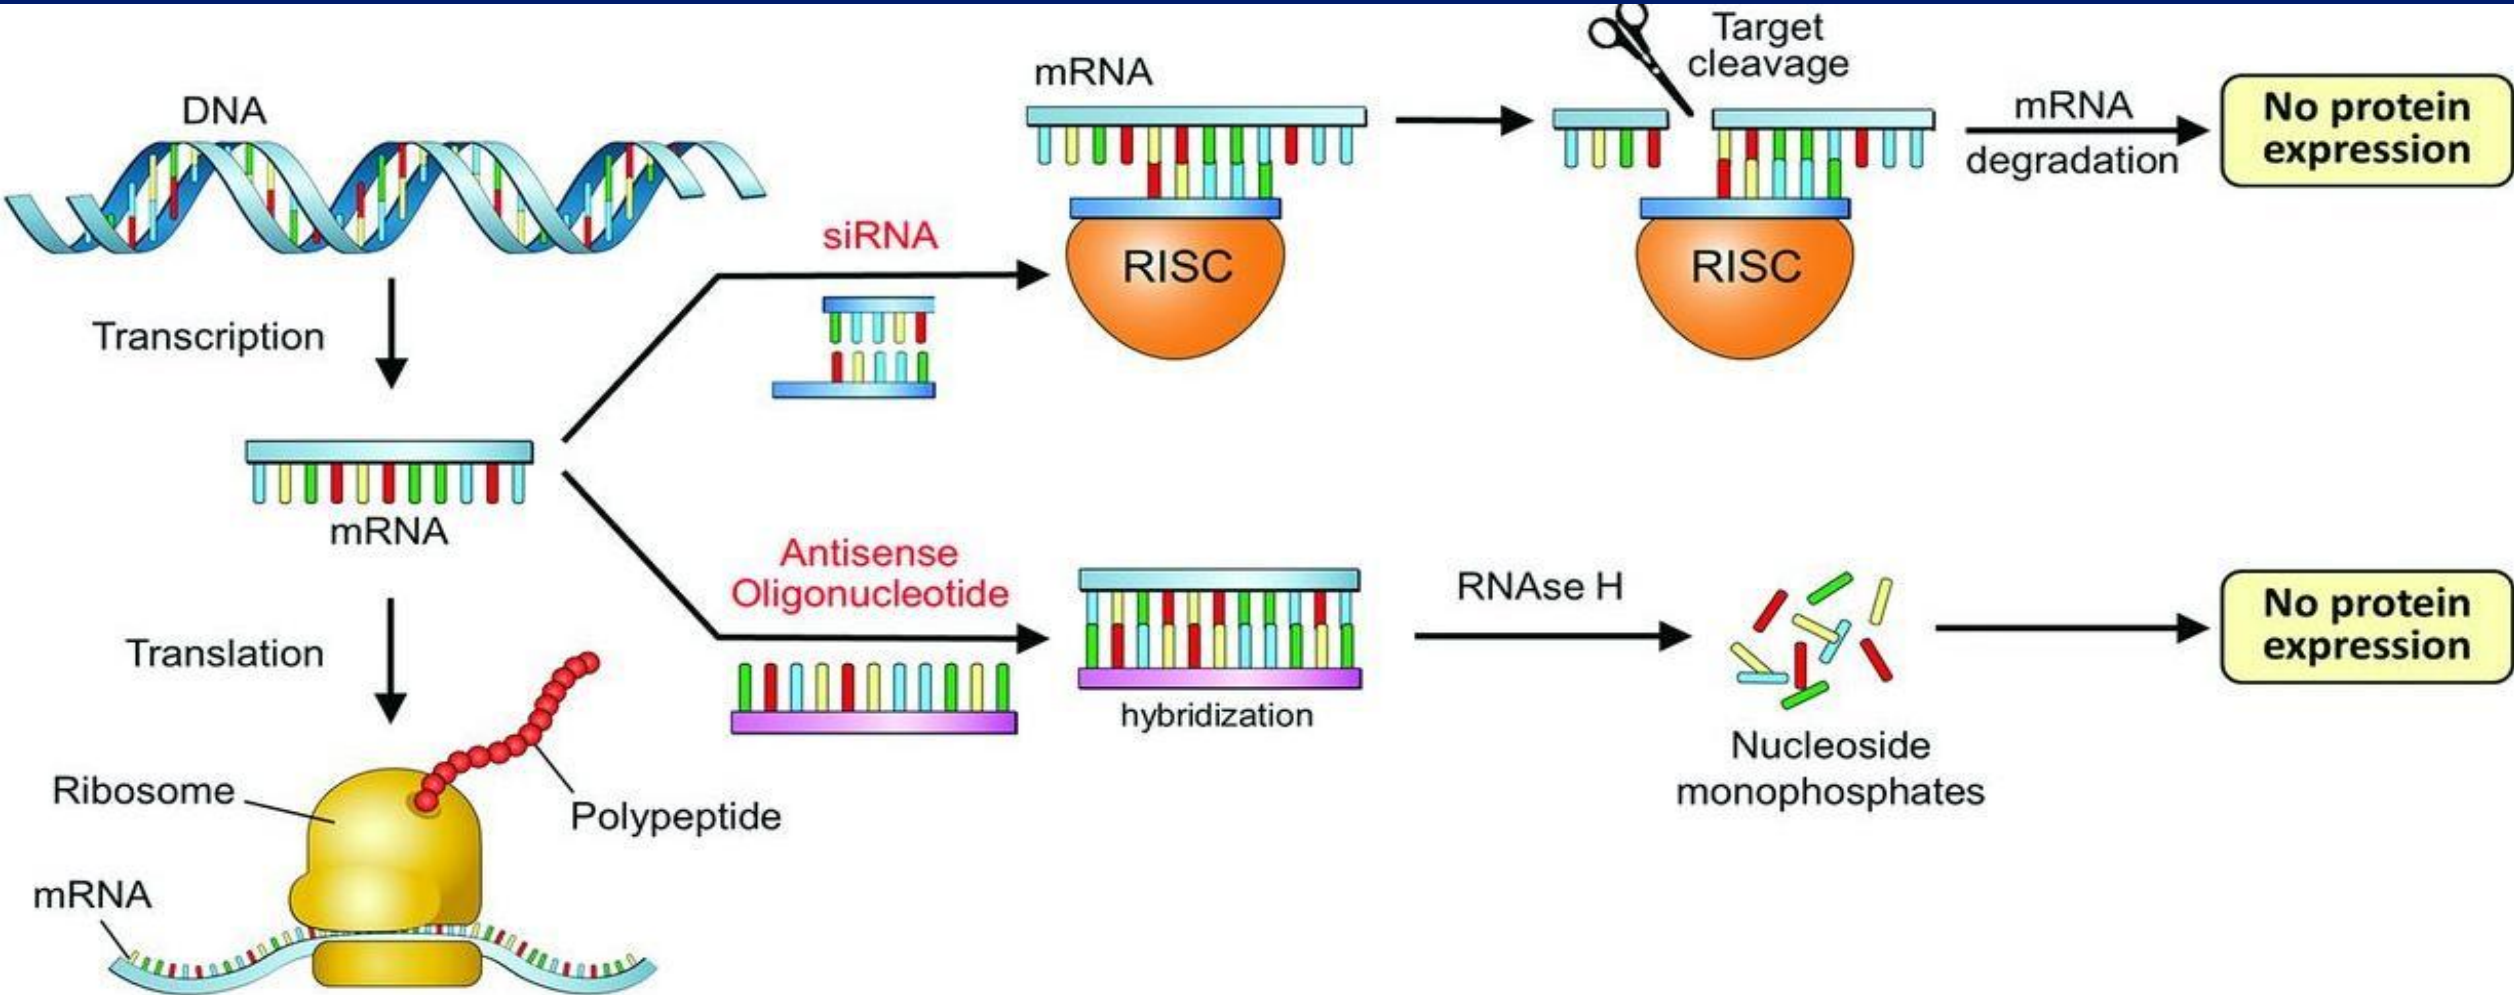 DNA
Transcription
mRNA
Translation
Ribosome
Polypeptide
mRNA
siRNA
mRNA
RISC
Target
cleavage
RISC
mRNA
degradation
No protein
expression
Antisense
Oligonucleotide
hybridization
RNAse H
Nucleoside
monophosphates
No protein
expression